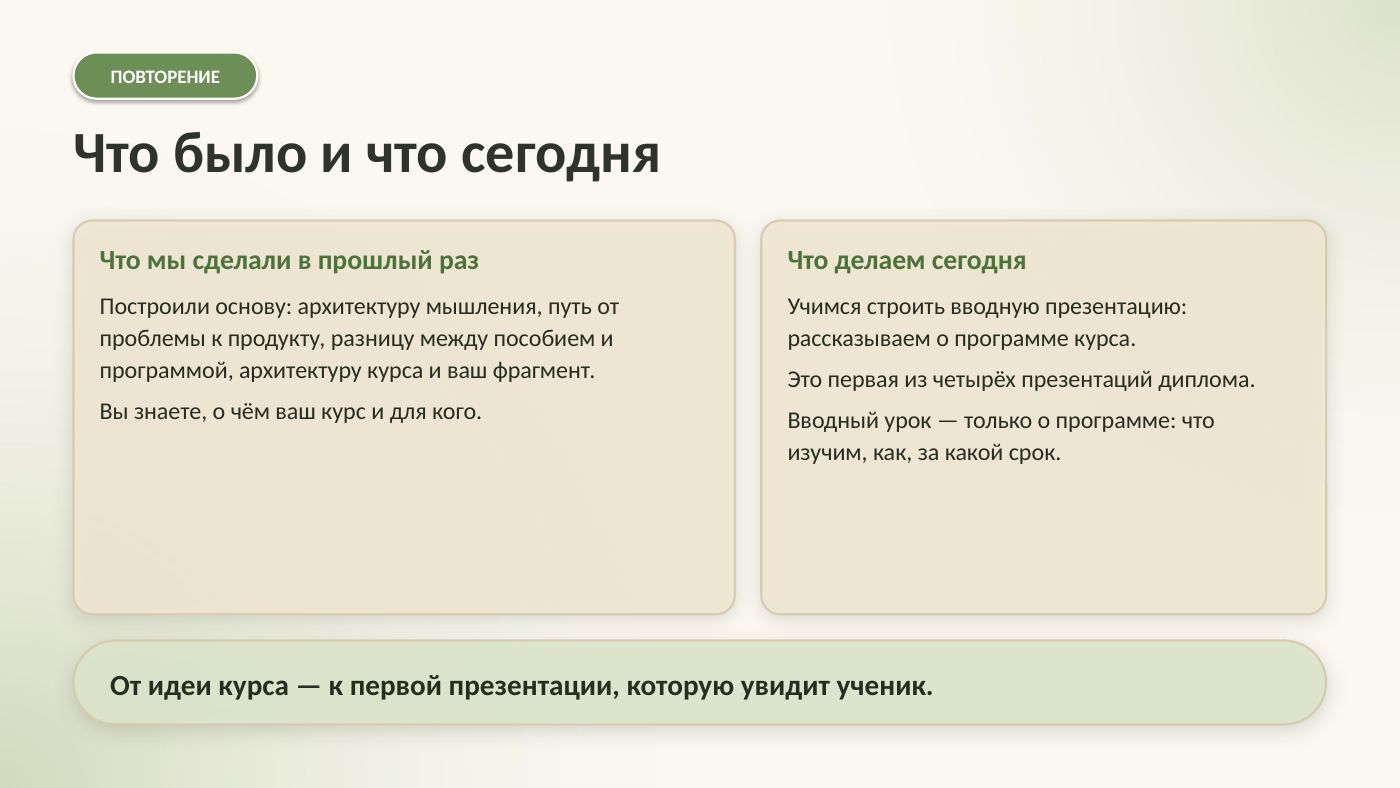 ПОВТОРЕНИЕ
Что было и что сегодня
Что мы сделали в прошлый раз
Построили основу: архитектуру мышления, путь от
проблемы к продукту, разницу между пособием и
программой, архитектуру курса и ваш фрагмент.
Вы знаете, о чём ваш курс и для кого.
Что делаем сегодня
Учимся строить вводную презентацию:
рассказываем о программе курса.
Это первая из четырёх презентаций диплома.
Вводный урок — только о программе: что
изучим, как, за какой срок.
От идеи курса — к первой презентации, которую увидит ученик.